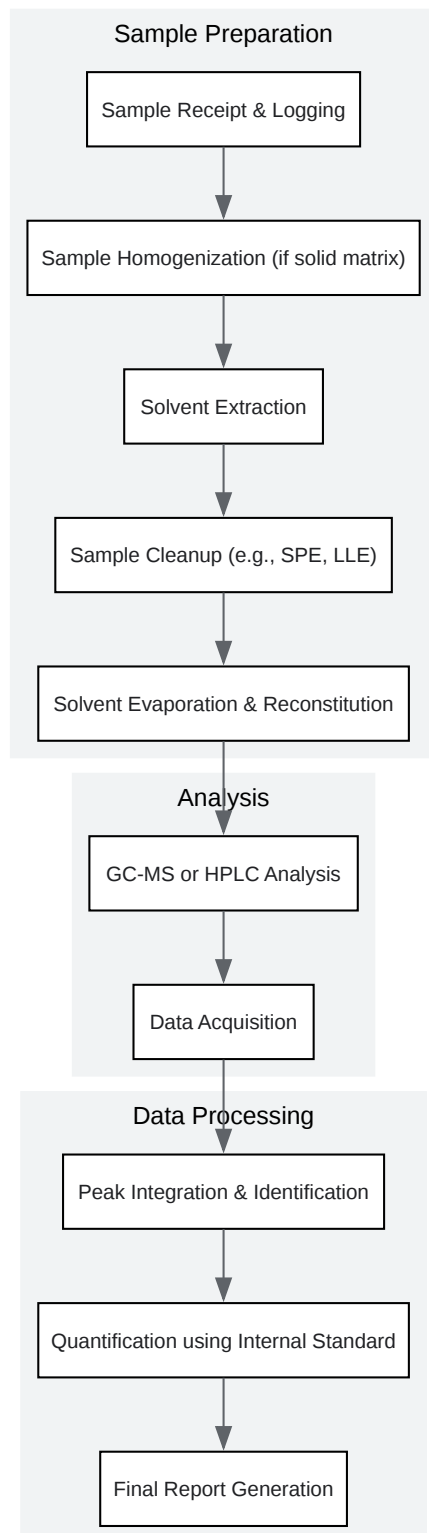 Sample Preparation
Sample Receipt & Logging
Sample Homogenization (if solid matrix)
Solvent Extraction
Sample Cleanup (e.g., SPE, LLE)
Solvent Evaporation & Reconstitution
Analysis
GC-MS or HPLC Analysis
Data Acquisition
Data Processing
Peak Integration & Identification
Quantification using Internal Standard
Final Report Generation